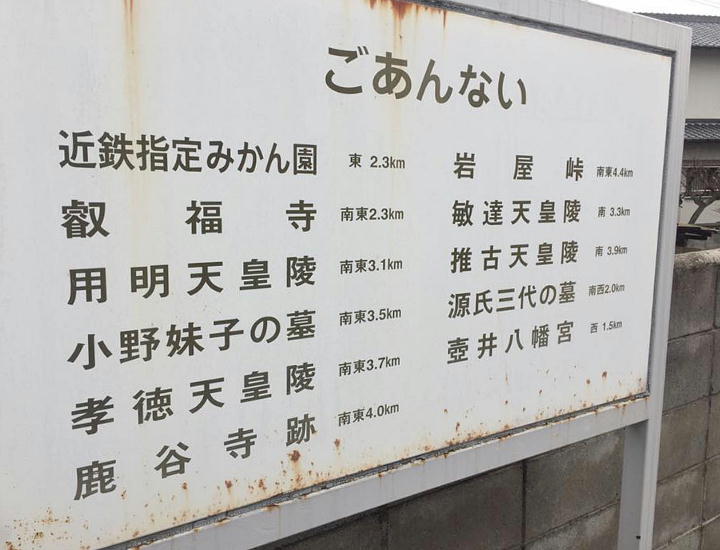 ごあんない
近鉄指定みかん園 東 2.3km
叡福寺 南東2.3km
用明天皇陵 南東3.1km
小野妹子の墓 南東3.5km
孝徳天皇陵 南東3.7km
鹿谷寺跡 南東4.0km
岩屋峠 南東4.4km
敏達天皇陵 南 3.3km
推古天皇陵 南 3.9km
源氏三代の墓 南西2.0km
壺井八幡宮 西 1.5km